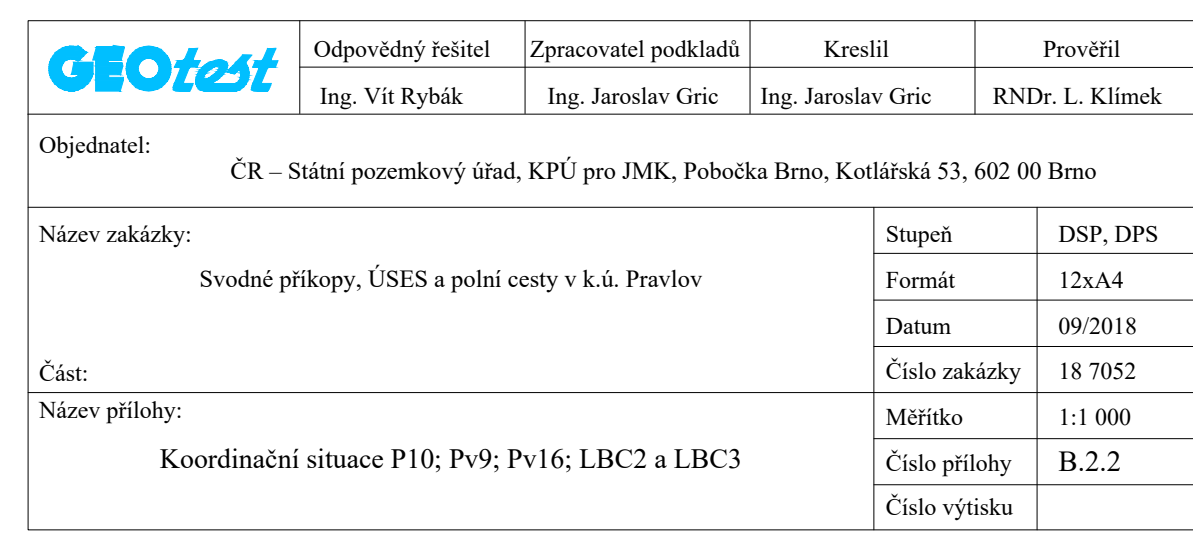 GEOtest
Odpovědný řešitel Zpracovatel podkladů Kreslil Prověřil
Ing. Vít Rybák Ing. Jaroslav Gric Ing. Jaroslav Gric RNDr. L. Klímek
Objednatel:
ČR – Státní pozemkový úřad, KPÚ pro JMK, Pobočka Brno, Kotlářská 53, 602 00 Brno
Název zakázky: Stupeň DSP, DPS
Svodné příkopy, ÚSES a polní cesty v k.ú. Pravlov Formát 12xA4
Datum 09/2018
Část: Číslo zakázky 18 7052
Název přílohy: Měřítko 1:1 000
Koordinační situace P10; Pv9; Pv16; LBC2 a LBC3 Číslo přílohy B.2.2
Číslo výtisku